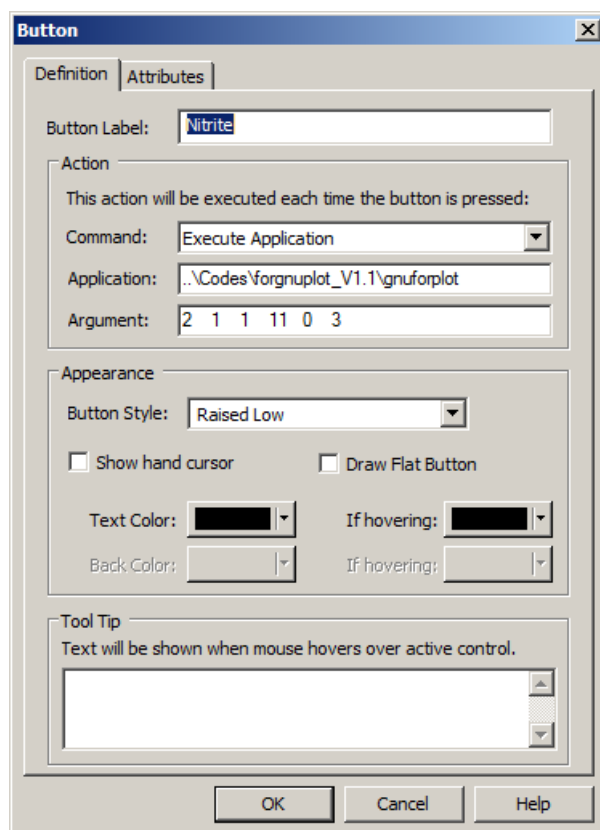 Button
Definition Attributes
Button Label: Nitrite
Action
This action will be executed each time the button is pressed:
Command: Execute Application
Application: ..\Codes\forgnuplot_V1.1\gnuforplot
Argument: 2 1 1 11 0 3
Appearance
Button Style: Raised Low
Show hand cursor Draw Flat Button
Text Color: If hovering:
Back Color: If hovering:
Tool Tip
Text will be shown when mouse hovers over active control.
OK Cancel Help